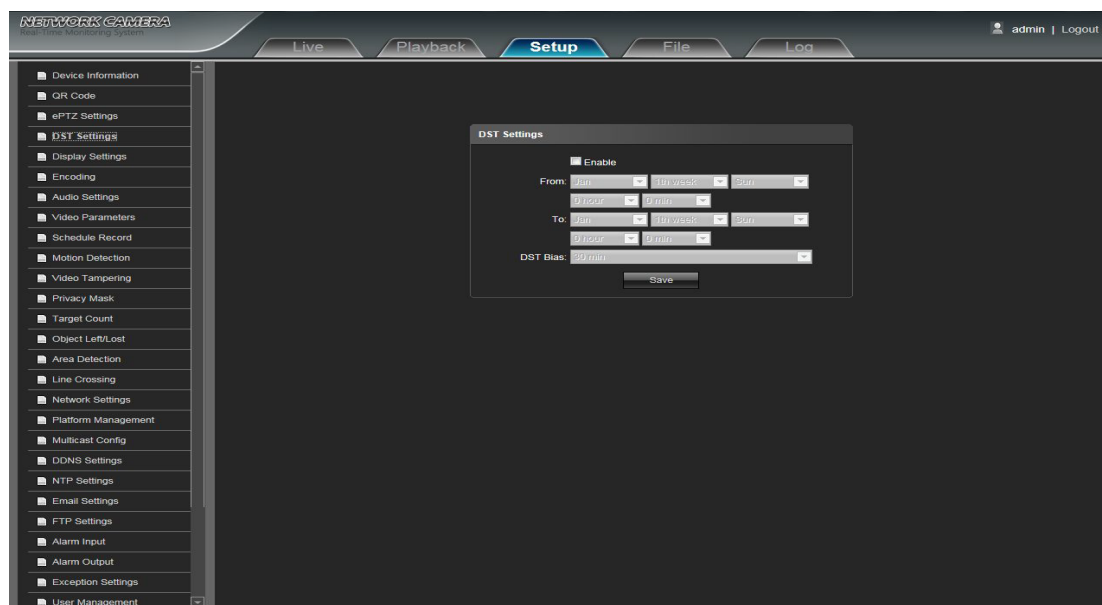 NETWORK CAMERA
Real-Time Monitoring System
Live Playback Setup File Log
admin | Logout
Device Information
QR Code
ePTZ Settings
DST Settings
Display Settings
Encoding
Audio Settings
Video Parameters
Schedule Record
Motion Detection
Video Tampering
Privacy Mask
Target Count
Object Left/Lost
Area Detection
Line Crossing
Network Settings
Platform Management
Multicast Config
DDNS Settings
NTP Settings
Email Settings
FTP Settings
Alarm Input
Alarm Output
Exception Settings
User Management
DST Settings
Enable
From: Jan 1th week Sun
0 hour 0 min
To: Jan 1th week Sun
0 hour 0 min
DST Bias: 30 min
Save